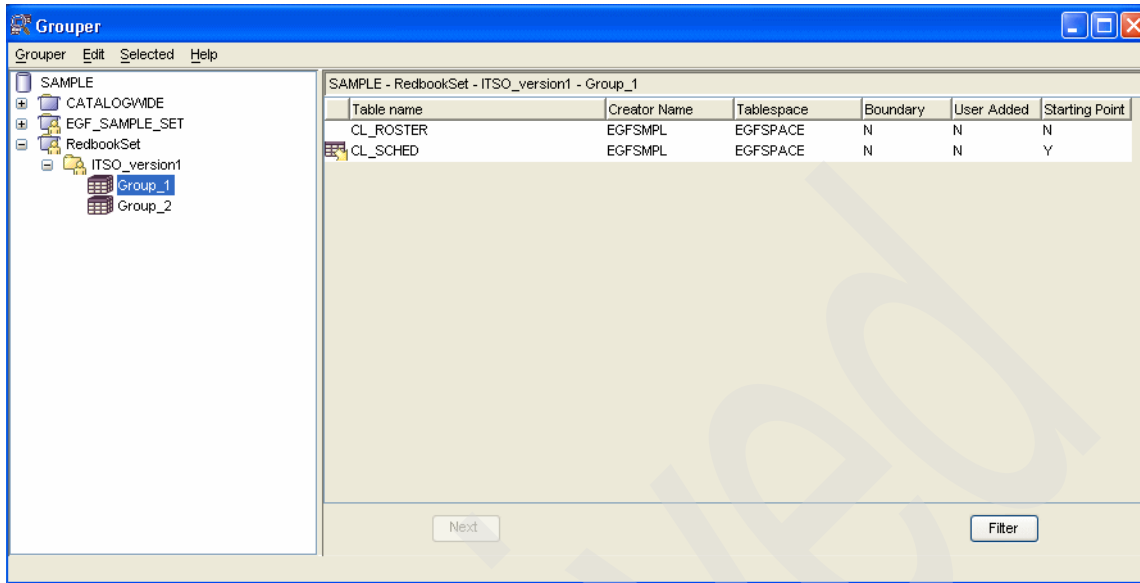 Grouper
Grouper Edit Selected Help
SAMPLE
CATALOGWIDE
EGF_SAMPLE_SET
RedbookSet
ITSO_version1
Group_1
Group_2
SAMPLE - RedbookSet - ITSO_version1 - Group_1
Table name Creator Name Tablespace Boundary User Added Starting Point
CL_ROSTER EGFSMPL EGFSPACE N N N
CL_SCHED EGFSMPL EGFSPACE N N Y
Next Filter